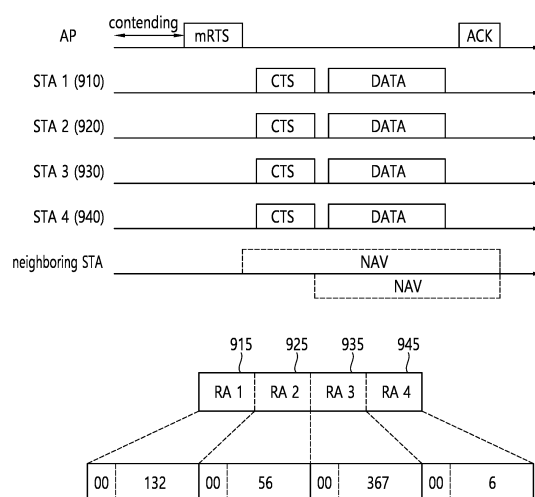 contending
AP
mRTS
ACK
STA 1 (910)
CTS
DATA
STA 2 (920)
CTS
DATA
STA 3 (930)
CTS
DATA
STA 4 (940)
CTS
DATA
neighboring STA
NAV
NAV
915
925
935
945
RA 1
RA 2
RA 3
RA 4
00
132
00
56
00
367
00
6